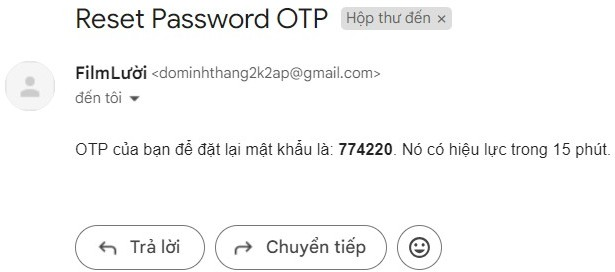 Reset Password OTP Hộp thư đến ×
FilmLười <dominhthang2k2ap@gmail.com>
đến tôi
OTP của bạn để đặt lại mật khẩu là: 774220. Nó có hiệu lực trong 15 phút.
Trả lời Chuyển tiếp